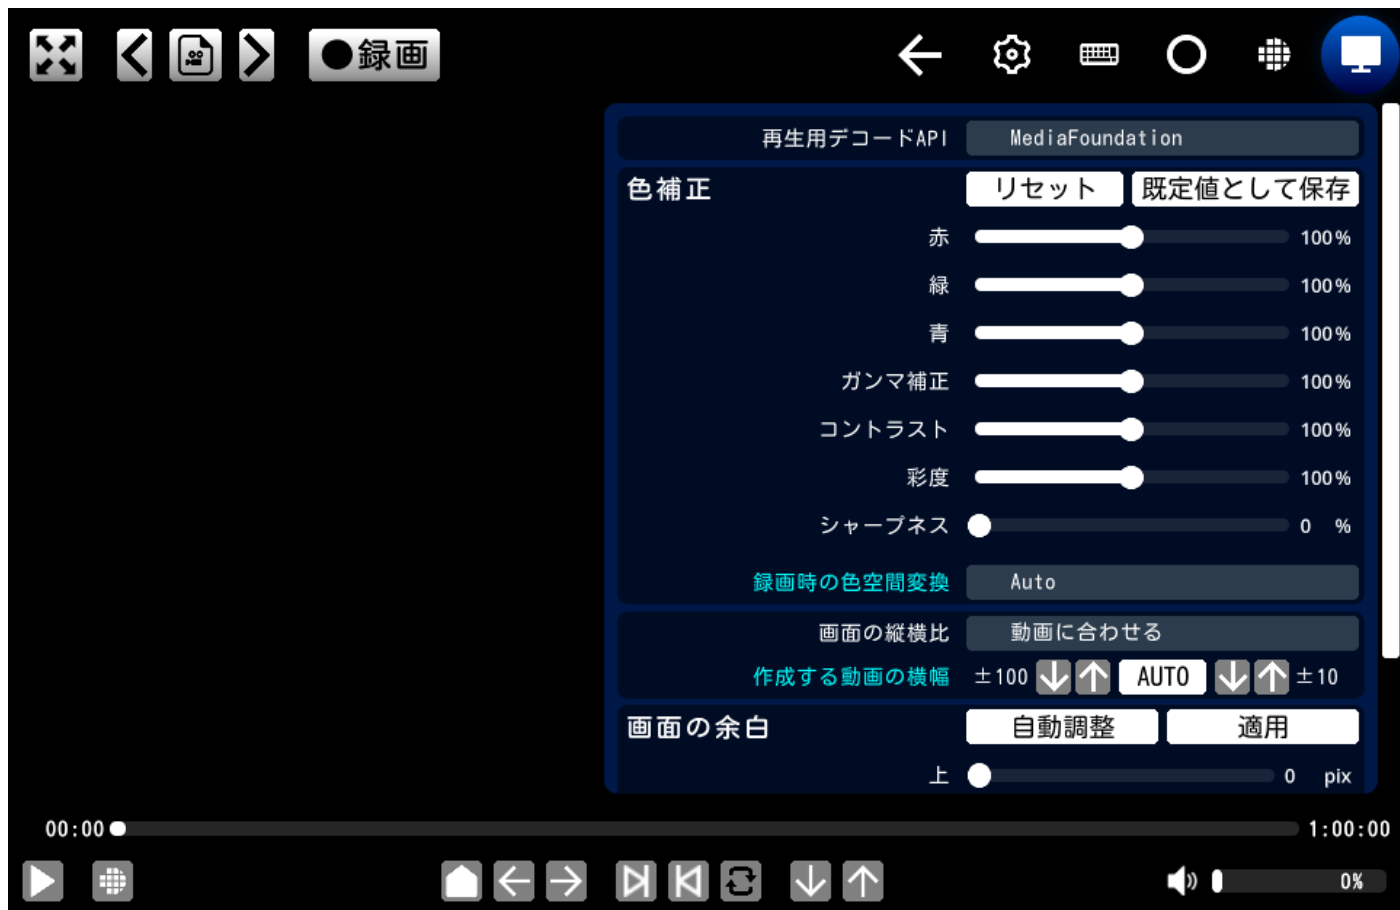 ●録画
再生用デコードAPI MediaFoundation
色補正 リセット 既定値として保存
赤 100%
緑 100%
青 100%
ガンマ補正 100%
コントラスト 100%
彩度 100%
シャープネス 0 %
録画時の色空間変換 Auto
画面の縦横比 動画に合わせる
作成する動画の横幅 ±100 AUTO ±10
画面の余白 自動調整 適用
上 0 pix
00:00 1:00:00
0%